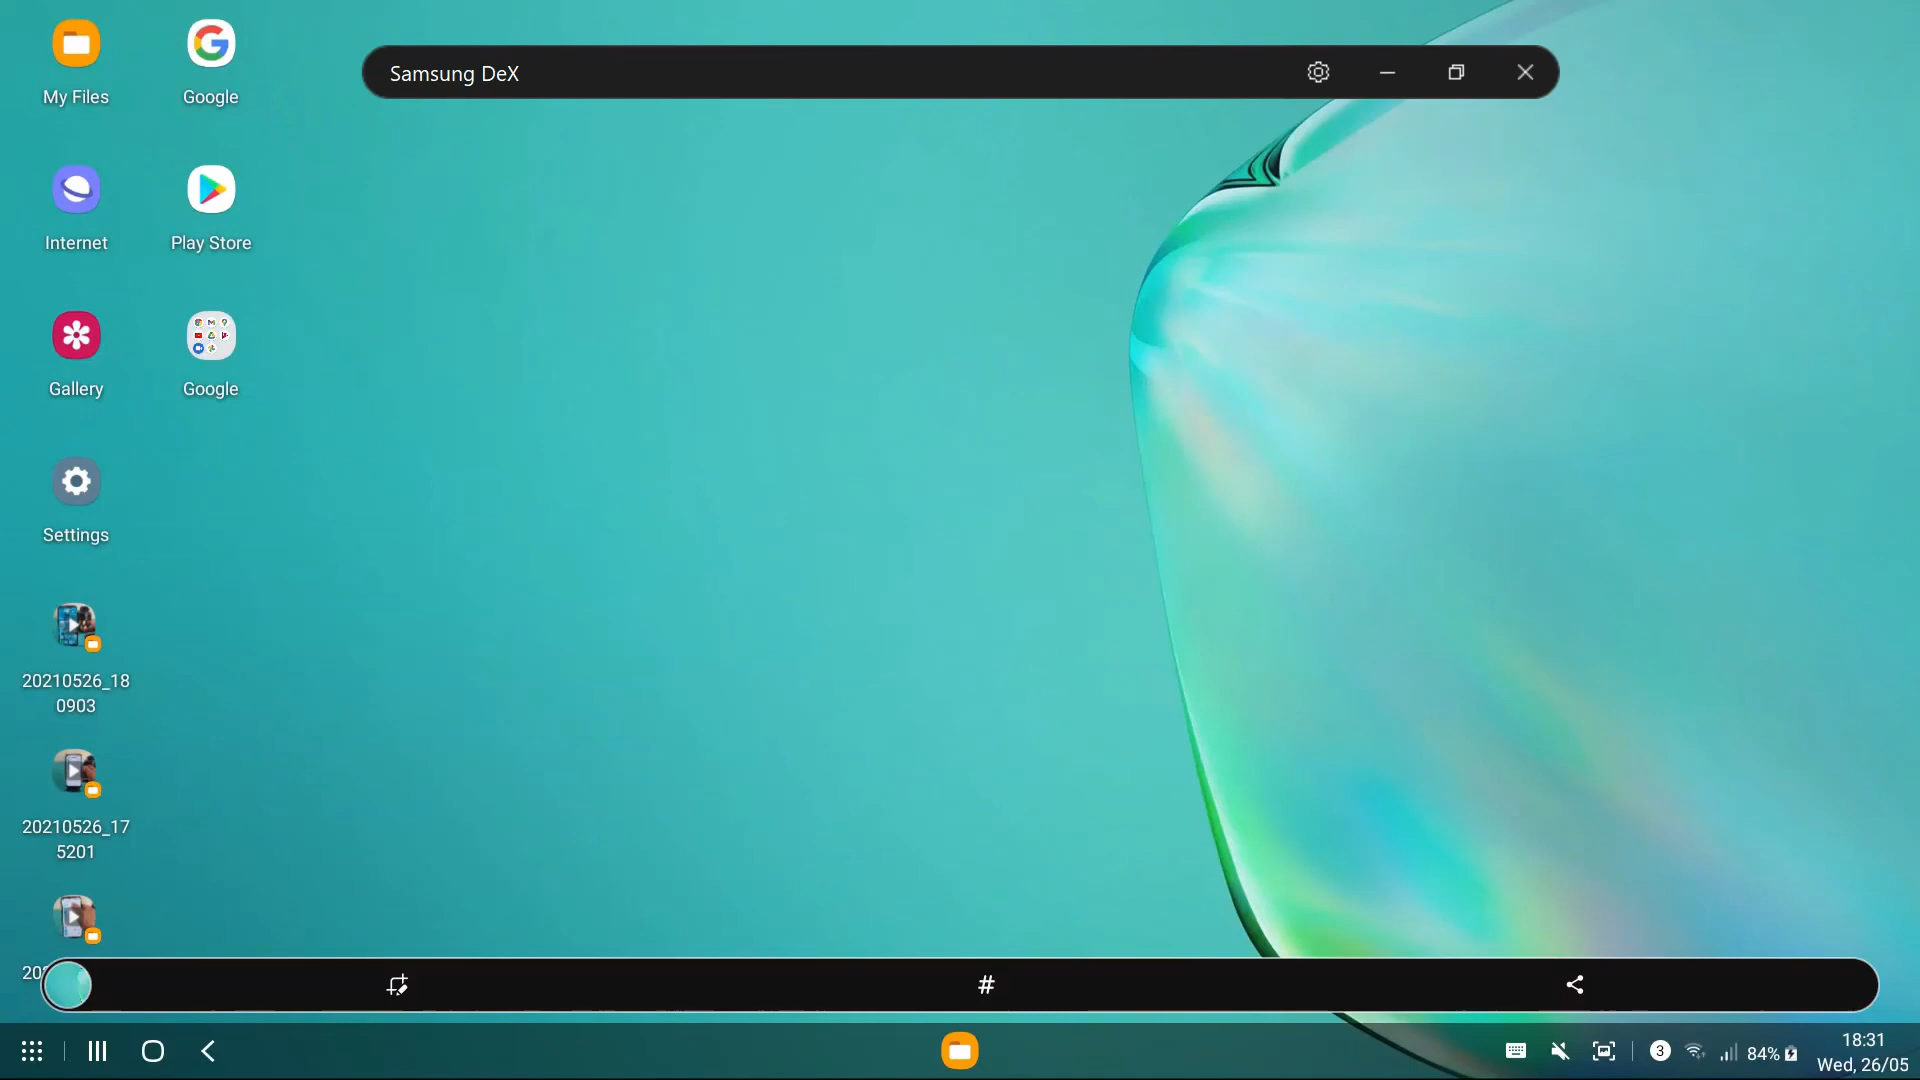 Samsung DeX
My Files
Google
Internet
Play Store
Gallery
Google
Settings
20210526_18
0903
20210526_17
5201
20
#
3
84%
18:31
Wed, 26/05